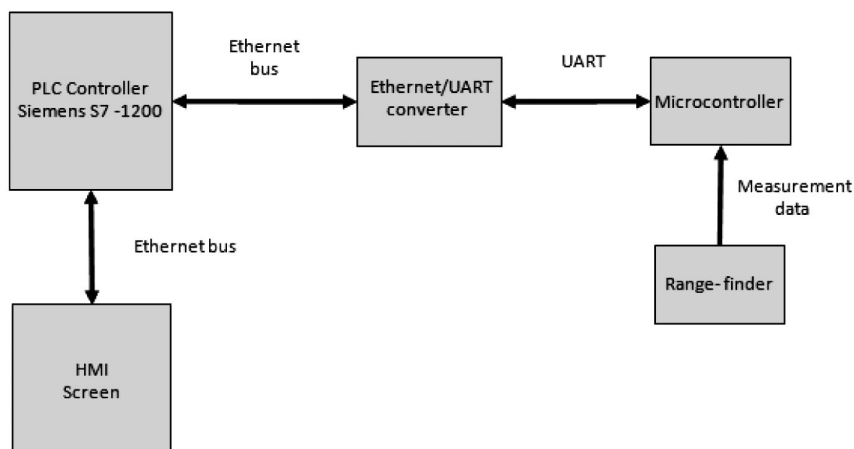 Ethernet
bus
UART
PLC Controller
Siemens S7 -1200
Ethernet/UART
converter
Microcontroller
Measurement
data
Ethernet bus
Range- finder
HMI
Screen